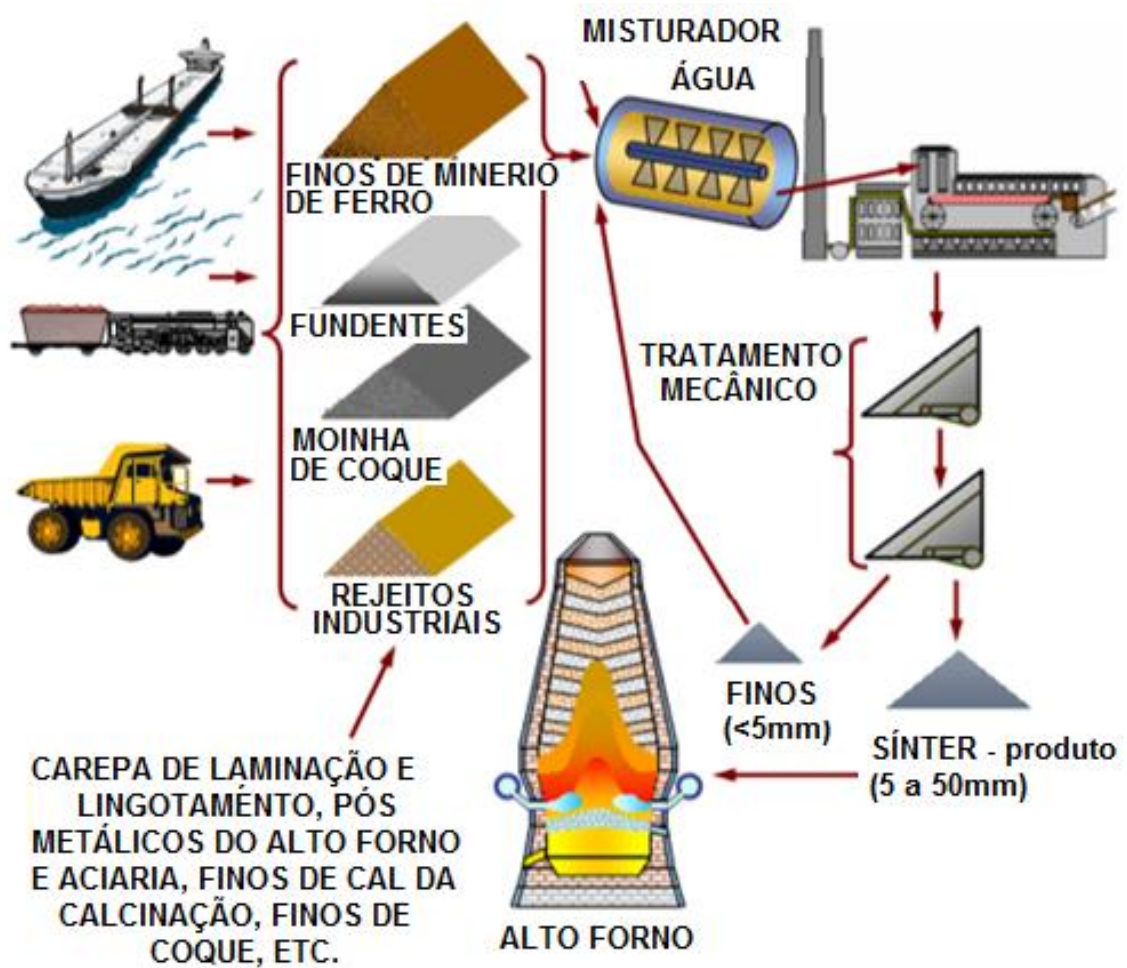 MISTURADOR
ÁGUA
FINOS DE MINERIO
DE FERRO
FUNDENTES
MOINHA
DE COQUE
REJEITOS
INDUSTRIAIS
TRATAMENTO
MECÂNICO
FINOS
(<5mm)
SÍNTER - produto
(5 a 50mm)
CAREPA DE LAMINAÇÃO E
LINGOTAMÉNTO, PÓS
METÁLICOS DO ALTO FORNO
E ACIARIA, FINOS DE CAL DA
CALCINAÇÃO, FINOS DE
COQUE, ETC.
ALTO FORNO